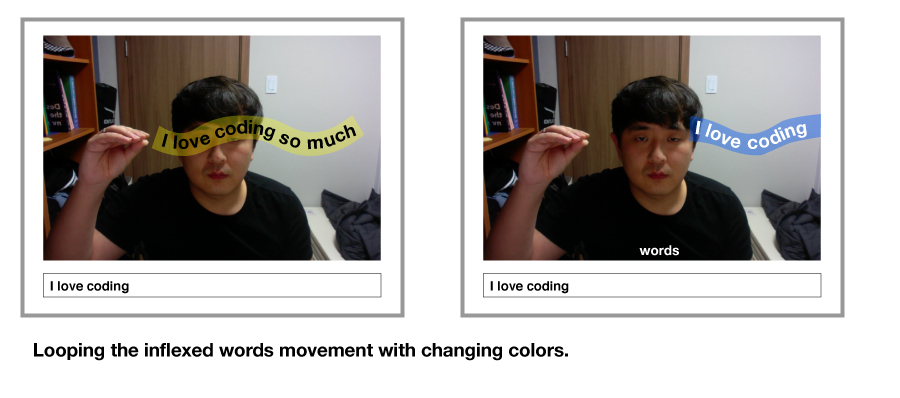 I love coding so much
I love coding
I love coding
words
I love coding
Looping the inflexed words movement with changing colors.